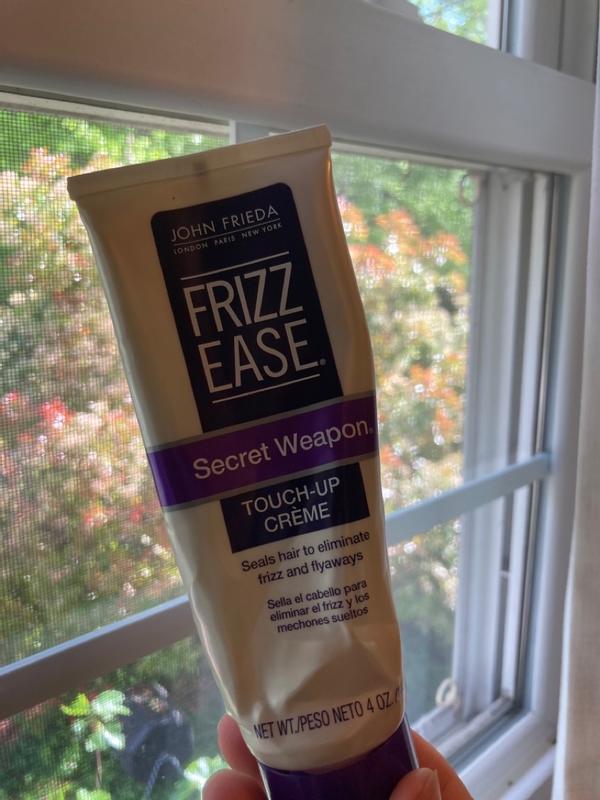 JOHN FRIEDA
LONDON PARIS NEW YORK
FRIZZ
EASE®
Secret Weapon®
TOUCH-UP
CRÈME
Seals hair to eliminate
frizz and flyaways
Sella el cabello para
eliminar el frizz y los
mechones sueltos
NET WT./PESO NETO 4 OZ.